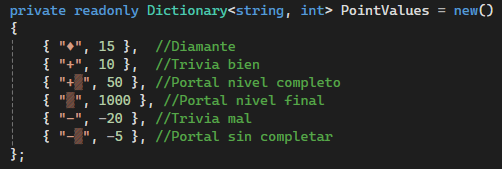 private readonly Dictionary<string, int> PointValues = new()
{
{ "♦", 15 }, //Diamante
{ "+", 10 }, //Trivia bien
{ "+▒", 50 }, //Portal nivel completo
{ "▒", 1000 }, //Portal nivel final
{ "-", -20 }, //Trivia mal
{ "-▒", -5 }, //Portal sin completar
};